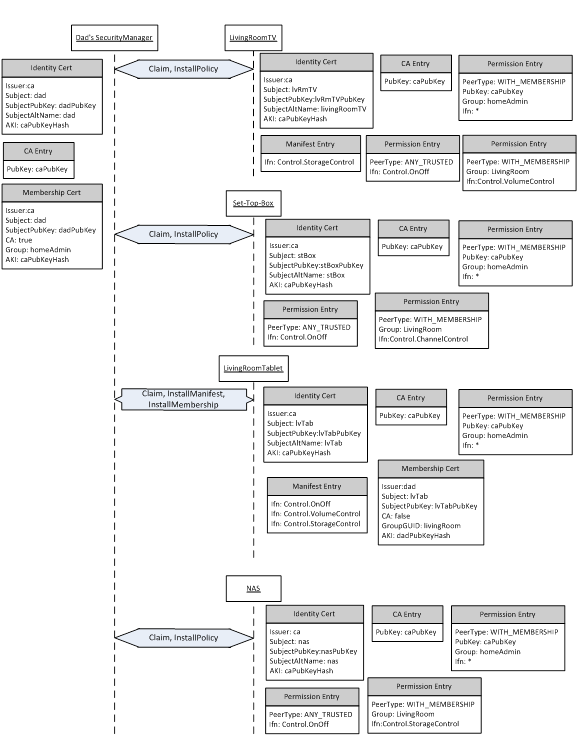 Dad's SecurityManager
LivingRoomTV
Identity Cert
Issuer:ca
Subject: dad
SubjectPubKey: dadPubKey
SubjectAltName: dad
AKI: caPubKeyHash
CA Entry
PubKey: caPubKey
Membership Cert
Issuer:ca
Subject: dad
SubjectPubKey: dadPubKey
CA: true
Group: homeAdmin
AKI: caPubKeyHash
Claim, InstallPolicy
Identity Cert
Issuer:ca
Subject: lvRmTV
SubjectPubKey:lvRmTVPubKey
SubjectAltName: livingRoomTV
AKI: caPubKeyHash
CA Entry
PubKey: caPubKey
Permission Entry
PeerType: WITH_MEMBERSHIP
PubKey: caPubKey
Group: homeAdmin
Ifn: *
Manifest Entry
Ifn: Control.StorageControl
Permission Entry
PeerType: ANY_TRUSTED
Ifn: Control.OnOff
Permission Entry
PeerType: WITH_MEMBERSHIP
Group: LivingRoom
Ifn:Control.VolumeControl
Set-Top-Box
Claim, InstallPolicy
Identity Cert
Issuer:ca
Subject: stBox
SubjectPubKey:stBoxPubKey
SubjectAltName: stBox
AKI: caPubKeyHash
CA Entry
PubKey: caPubKey
Permission Entry
PeerType: WITH_MEMBERSHIP
PubKey: caPubKey
Group: homeAdmin
Ifn: *
Permission Entry
PeerType: ANY_TRUSTED
Ifn: Control.OnOff
Permission Entry
PeerType: WITH_MEMBERSHIP
Group: LivingRoom
Ifn:Control.ChannelControl
LivingRoomTablet
Claim, InstallManifest,
InstallMembership
Identity Cert
Issuer:ca
Subject: lvTab
SubjectPubKey:lvTabPubKey
SubjectAltName: lvTab
AKI: caPubKeyHash
CA Entry
PubKey: caPubKey
Permission Entry
PeerType: WITH_MEMBERSHIP
PubKey: caPubKey
Group: homeAdmin
Ifn: *
Manifest Entry
Ifn: Control.OnOff
Ifn: Control.VolumeControl
Ifn: Control.StorageControl
Membership Cert
Issuer:dad
Subject: lvTab
SubjectPubKey: lvTabPubKey
CA: false
GroupGUID: livingRoom
AKI: dadPubKeyHash
NAS
Claim, InstallPolicy
Identity Cert
Issuer: ca
Subject: nas
SubjectPubKey:nasPubKey
SubjectAltName: nas
AKI: caPubKeyHash
CA Entry
PubKey: caPubKey
Permission Entry
PeerType: WITH_MEMBERSHIP
PubKey: caPubKey
Group: homeAdmin
Ifn: *
Permission Entry
PeerType: ANY_TRUSTED
Ifn: Control.OnOff
Permission Entry
PeerType: WITH_MEMBERSHIP
Group: LivingRoom
Ifn:Control.StorageControl